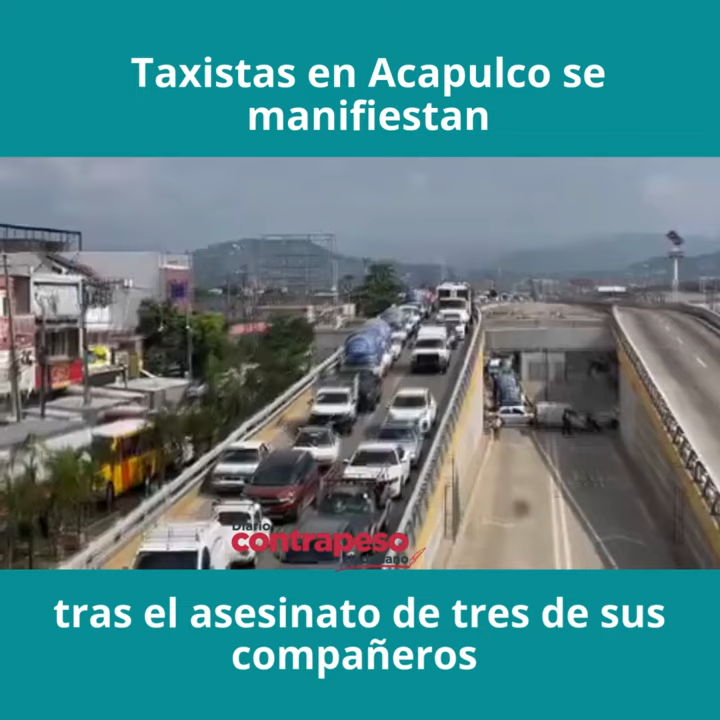 Taxistas en Acapulco se
manifiestan
Diario
contrapeso
tras el asesinato de tres de sus
compañeros